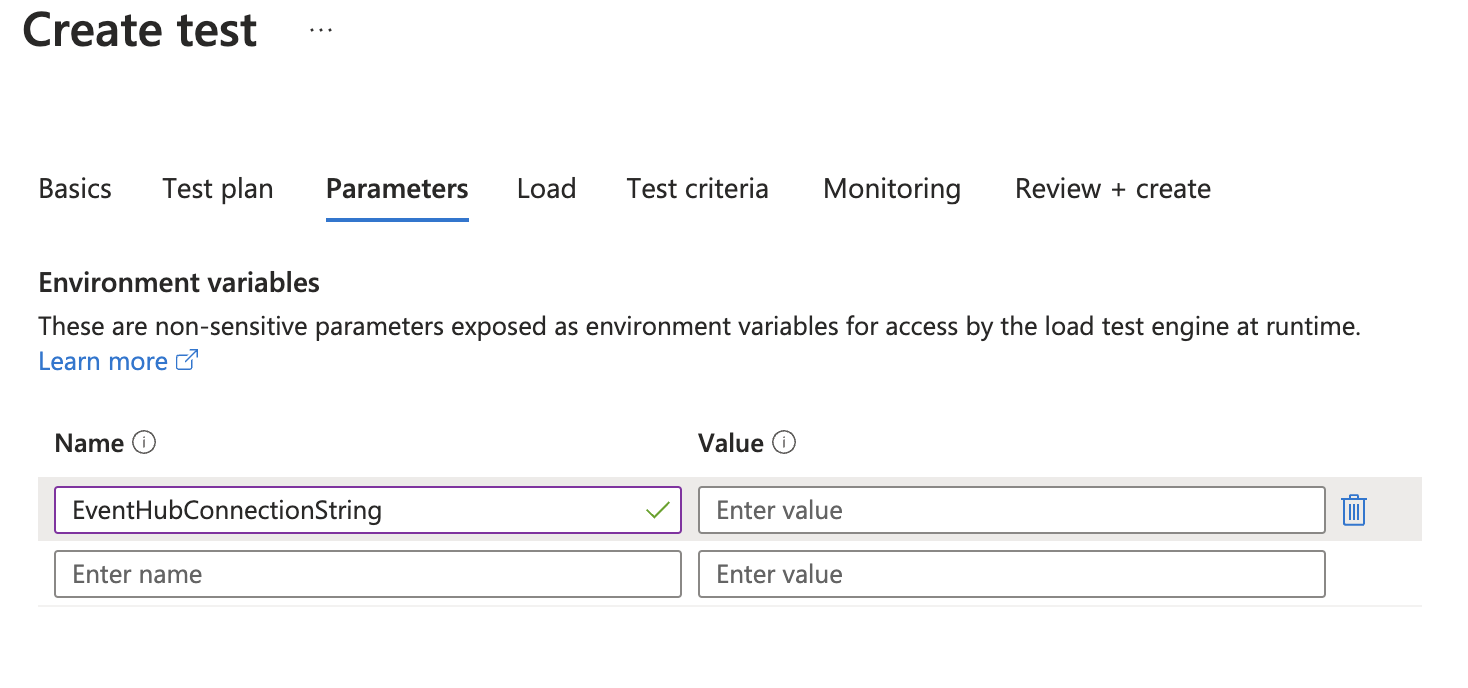 Create test ...
Basics Test plan Parameters Load Test criteria Monitoring Review + create
Environment variables
These are non-sensitive parameters exposed as environment variables for access by the load test engine at runtime.
Learn more
Name Value
EventHubConnectionString Enter value
Enter name Enter value